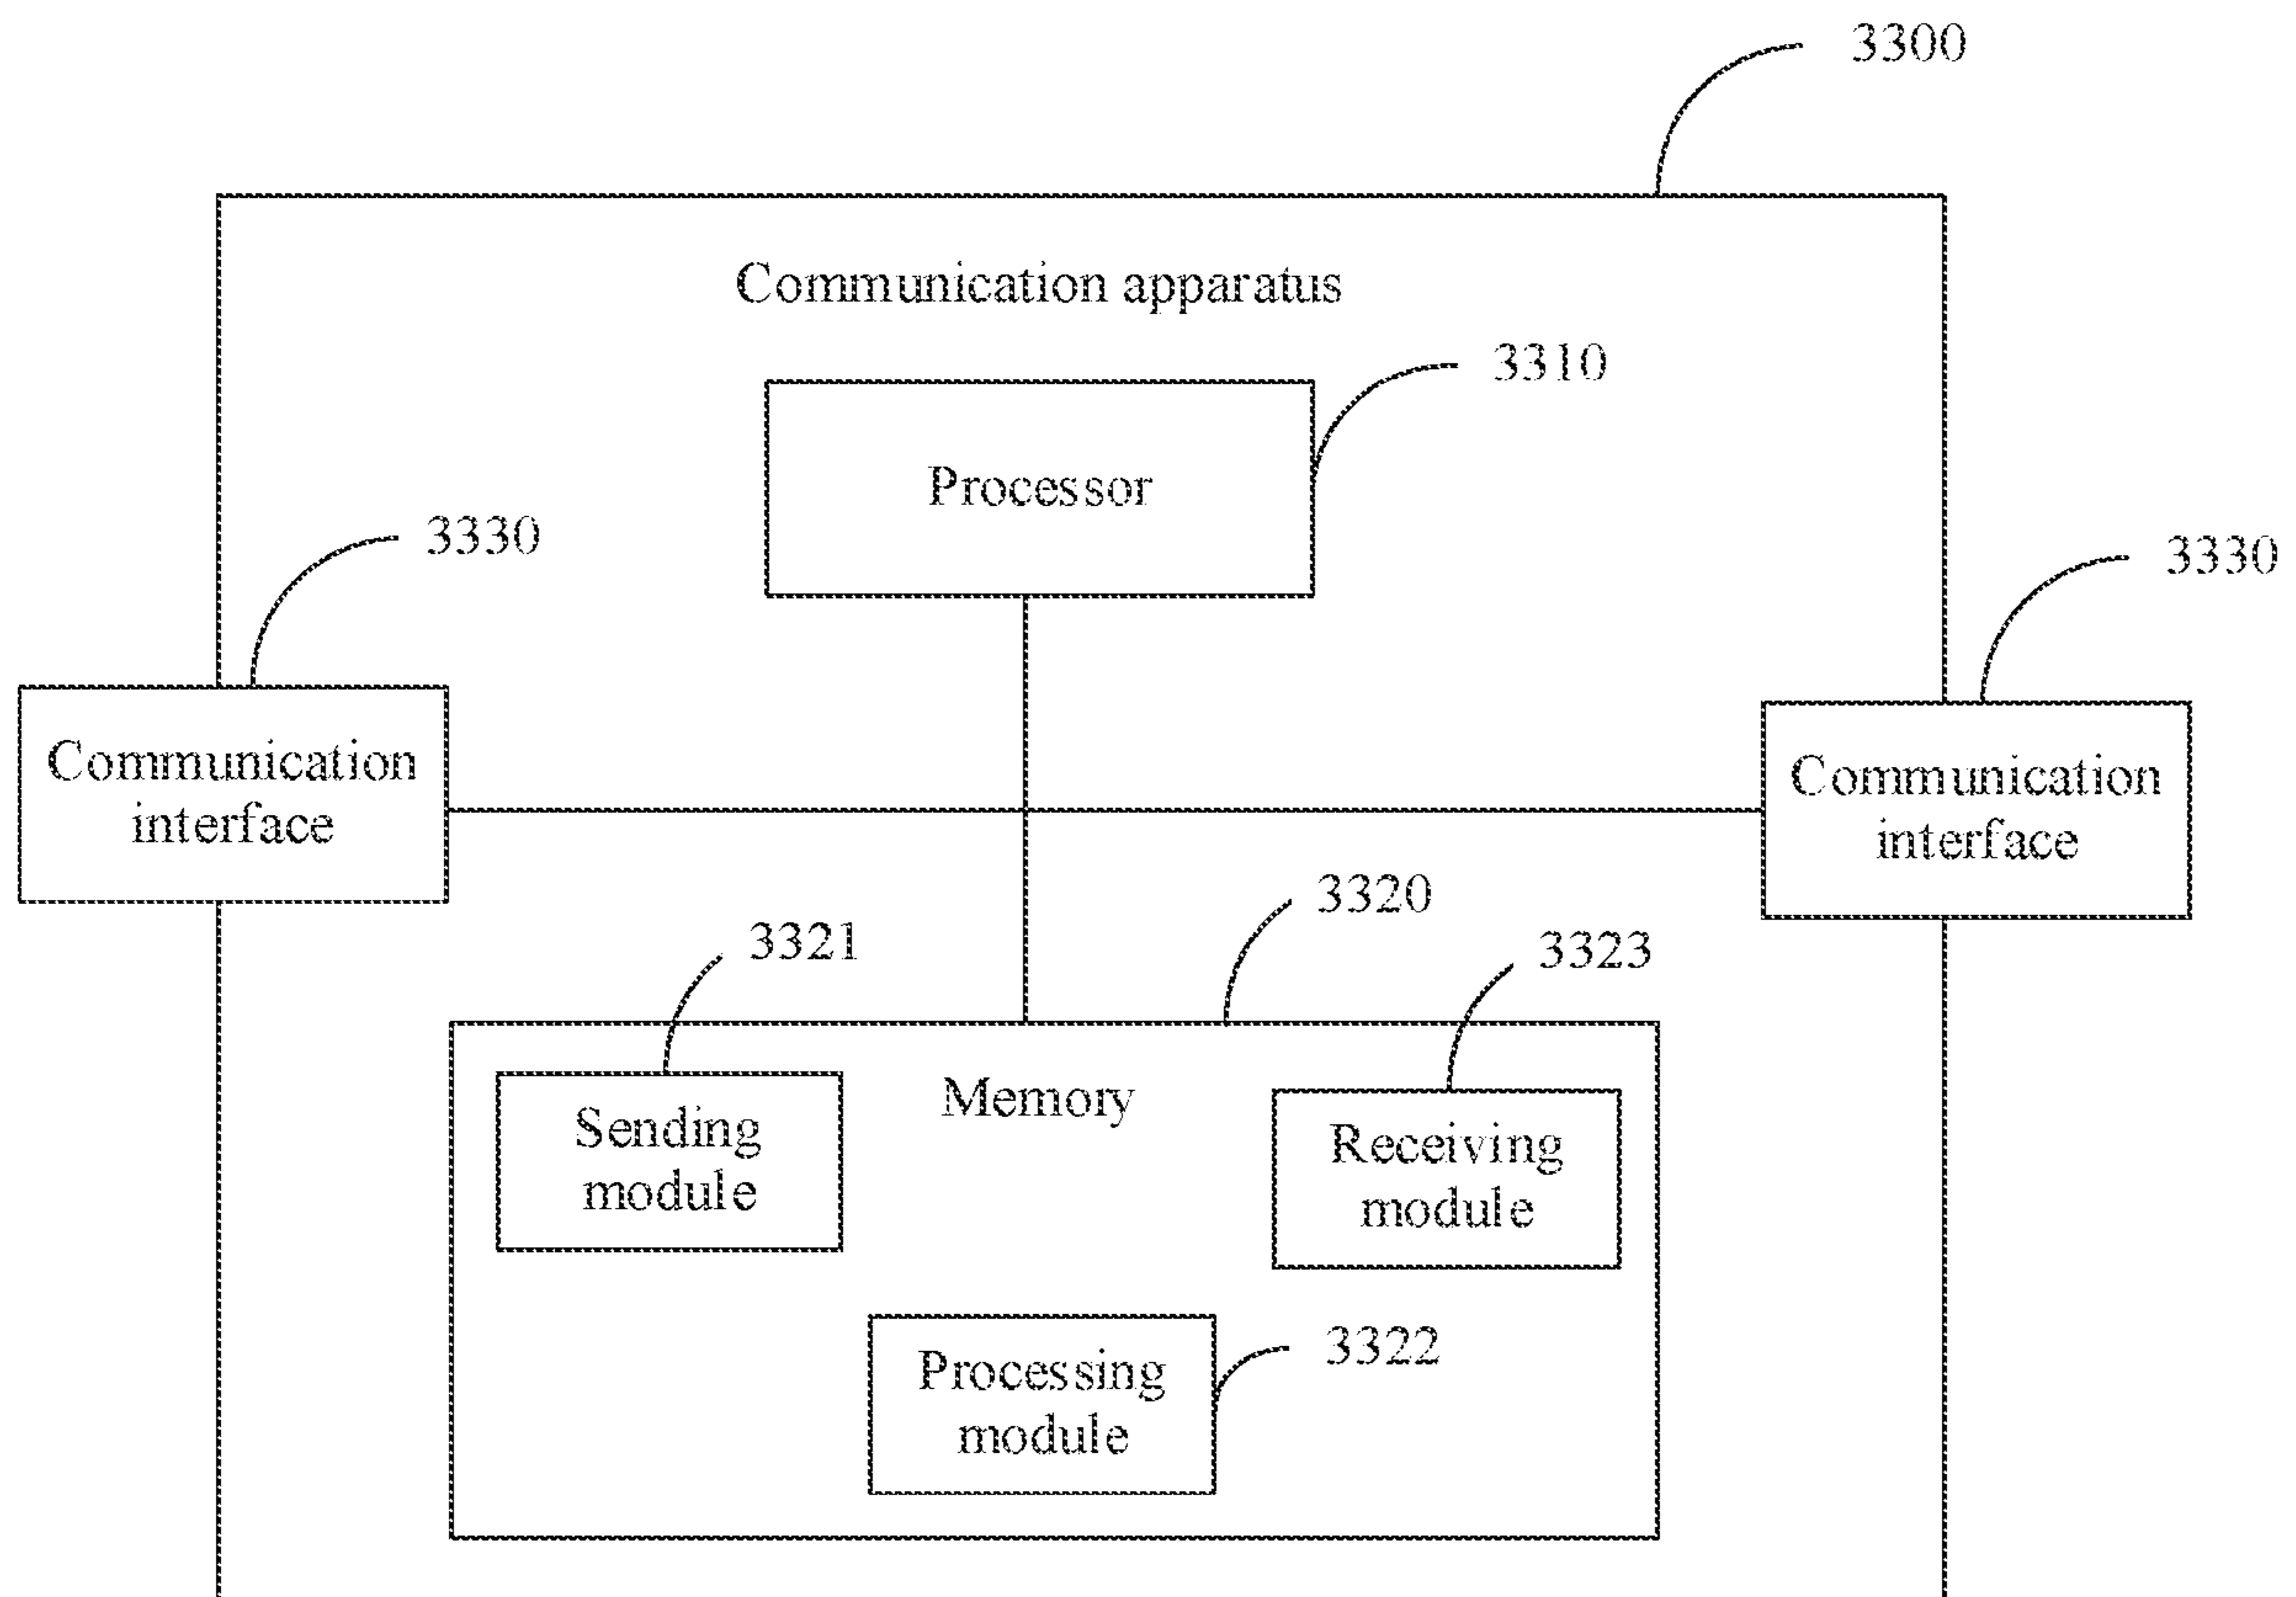 3300
Communication apparatus
3310
Processor
3330
3330
Communication
interface
Communication
interface
3320
3321
3323
Memory
Sending
module
Receiving
module
3322
Processing
module